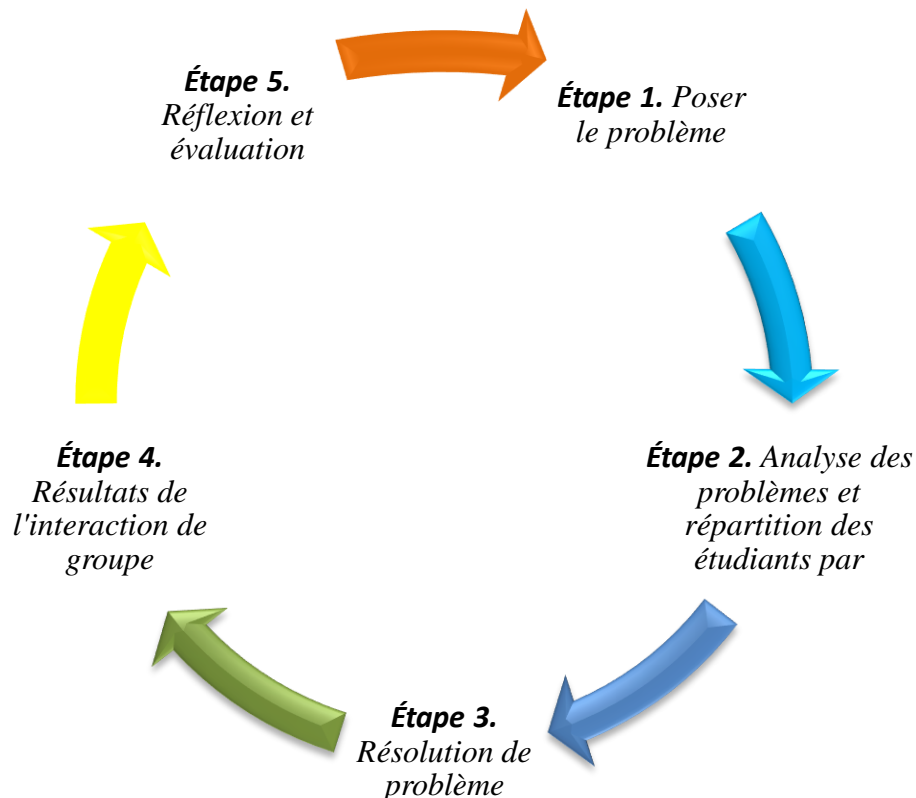 Étape 1. Poser
le problème
Étape 2. Analyse des
problèmes et
répartition des
étudiants par
Étape 3.
Résolution de
problème
Étape 4.
Résultats de
l'interaction de
groupe
Étape 5.
Réflexion et
évaluation